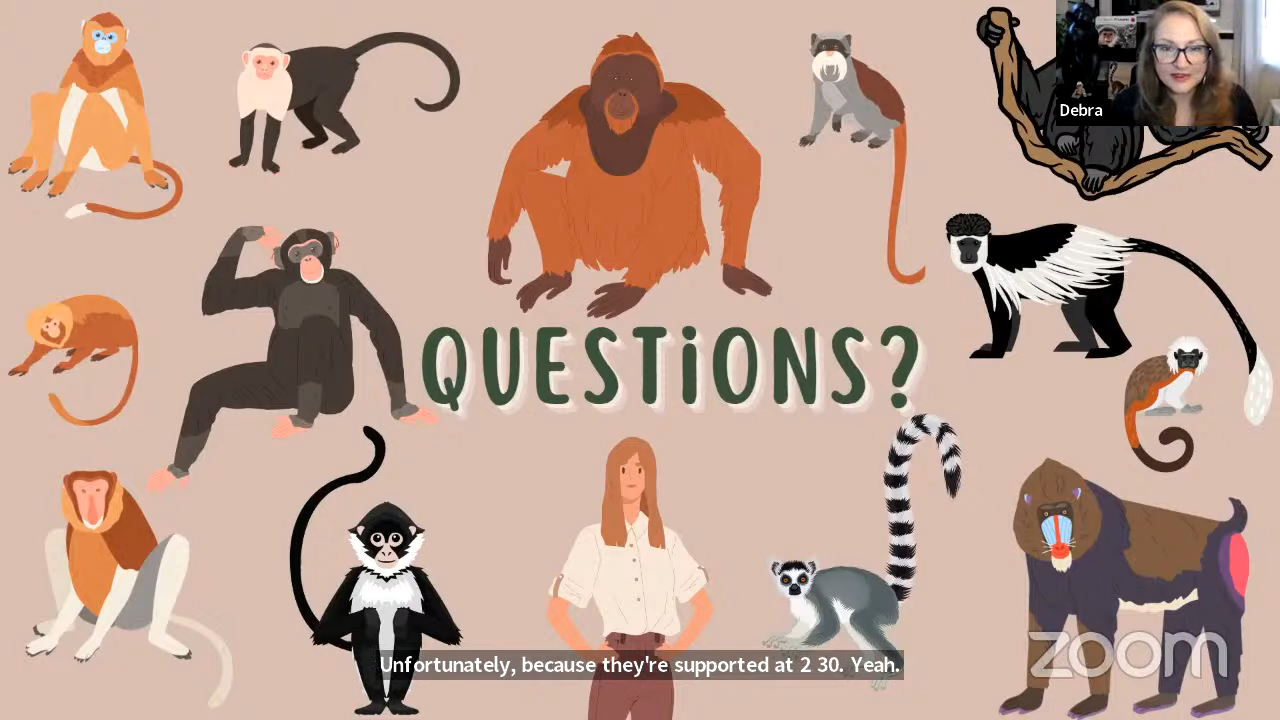 Debra
QUESTiONS?
Unfortunately, because they're supported at 2 30. Yeah.
zoom